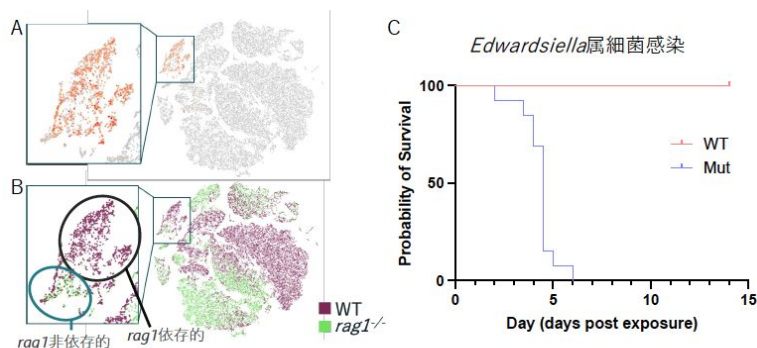 A
B
rag1非依存的
rag1依存的
WT
rag1-/-
C
Edwardsiella属細菌感染
Probability of Survival
100
50
0
WT
Mut
0 5 10 15
Day (days post exposure)